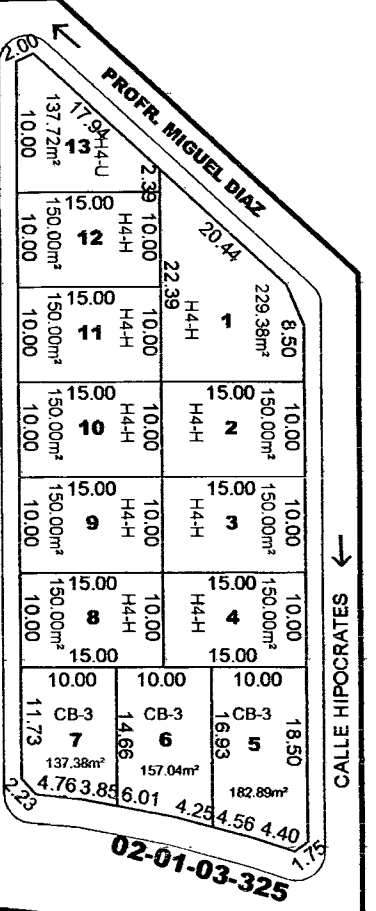 2.00
PROFR. MIGUEL DIAZ
17.94
10.00
137.72m²
13
H4-U
2.39
20.44
15.00
10.00
150.00m²
12
H4-H
10.00
22.39
H4-H
1
229.38m²
8.50
15.00
10.00
150.00m²
11
H4-H
10.00
15.00
10.00
150.00m²
10
H4-H
10.00
15.00
H4-H
2
150.00m²
10.00
15.00
10.00
150.00m²
9
H4-H
10.00
15.00
H4-H
3
150.00m²
10.00
15.00
10.00
150.00m²
8
H4-H
10.00
15.00
15.00
H4-H
4
150.00m²
10.00
15.00
CALLE HIPOCRATES
10.00
11.73
CB-3
7
137.38m²
4.76
3.85
2.23
10.00
14.66
CB-3
6
157.04m²
6.01
4.25
10.00
16.93
CB-3
5
182.89m²
18.50
4.56
4.40
1.75
02-01-03-325